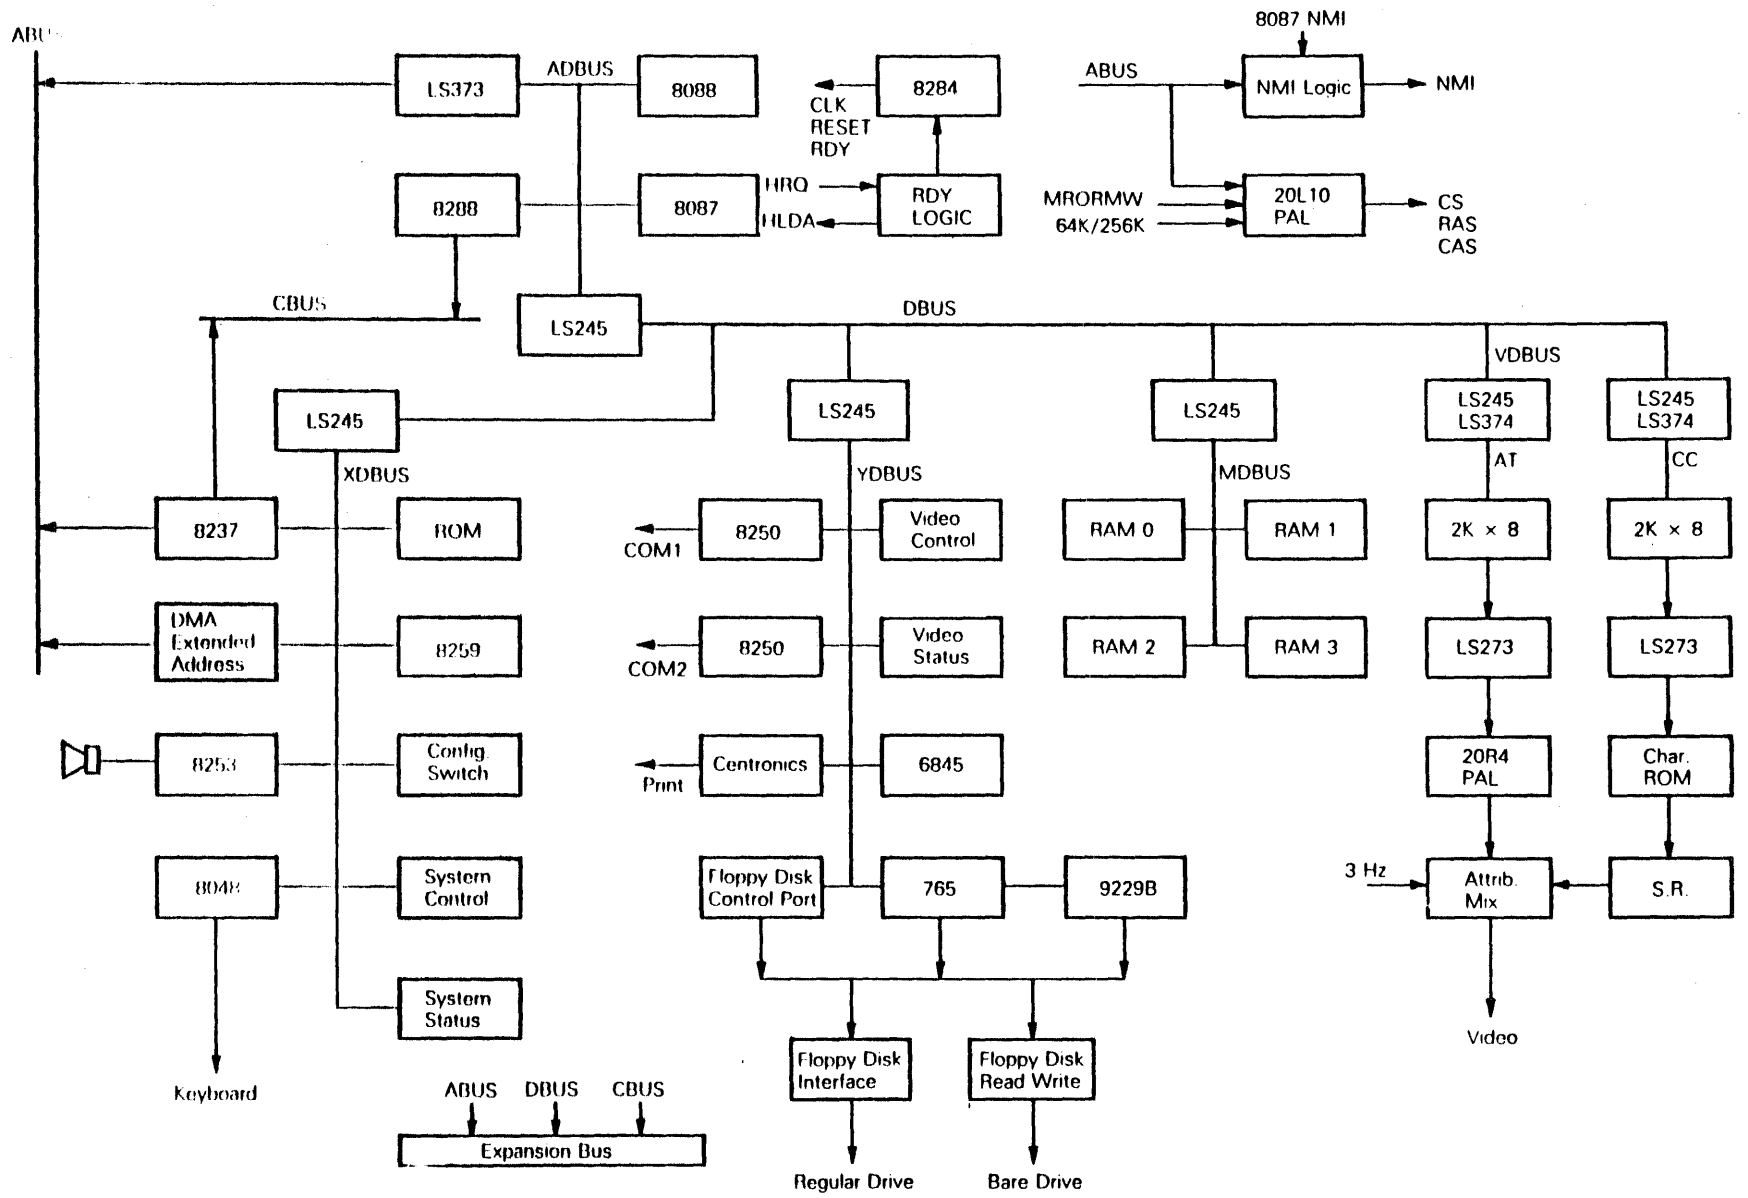 8087 NMI
ABUS
LS373
ADBUS
8088
8284
CLK
RESET
RDY
ABUS
NMI Logic
NMI
8288
8087
HRQ
HLDA
RDY
LOGIC
MRORMW
64K/256K
20L10
PAL
CS
RAS
CAS
CBUS
LS245
DBUS
VDBUS
LS245
LS245
LS245
LS245
LS374
LS245
LS374
XDBUS
YDBUS
MDBUS
AT
CC
8237
ROM
COM1
8250
Video
Control
RAM 0
RAM 1
2K × 8
2K × 8
DMA
Extended
Address
8259
COM2
8250
Video
Status
RAM 2
RAM 3
LS273
LS273
8253
Config.
Switch
Print
Centronics
6845
20R4
PAL
Char.
ROM
8048
System
Control
Floppy Disk
Control Port
765
9229B
3 Hz
Attrib.
Mix
S.R.
System
Status
Video
Keyboard
Floppy Disk
Interface
Floppy Disk
Read Write
ABUS DBUS CBUS
Expansion Bus
Regular Drive
Bare Drive